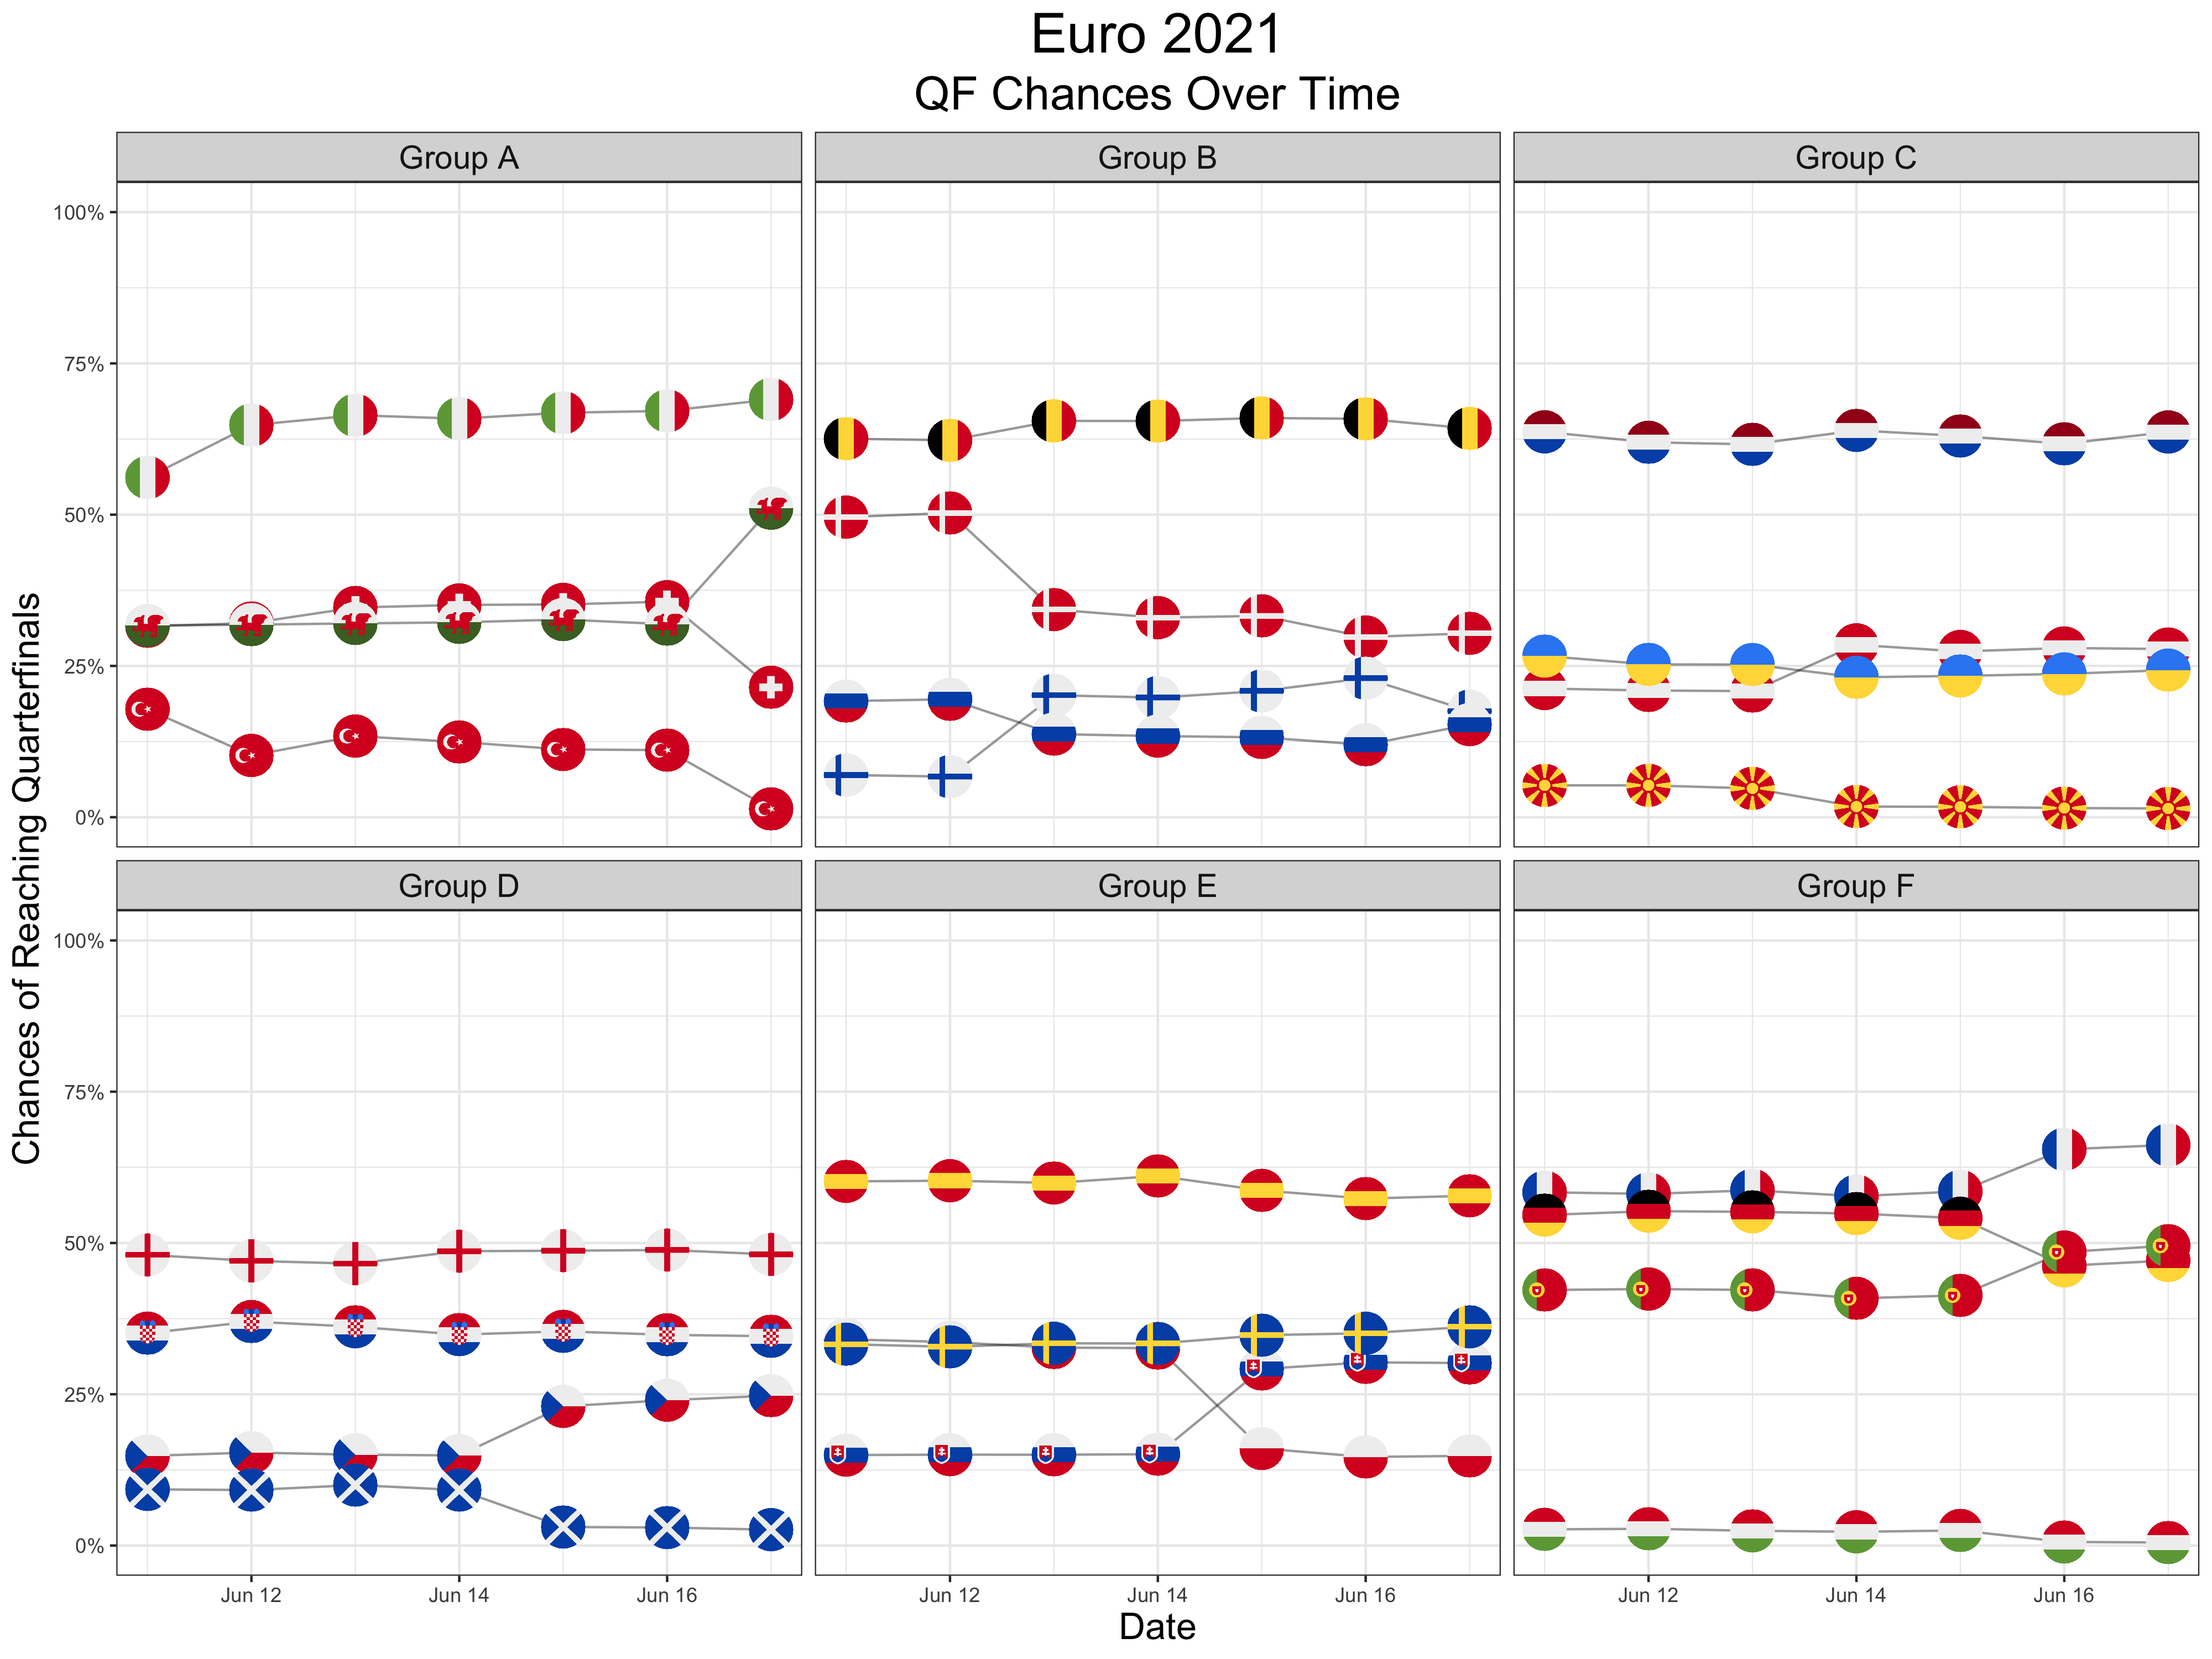 Euro 2021
QF Chances Over Time
Group A
Group B
Group C
100%
75%
50%
25%
0%
Group D
Group E
Group F
100%
75%
50%
25%
0%
Jun 12
Jun 14
Jun 16
Jun 12
Jun 14
Jun 16
Jun 12
Jun 14
Jun 16
Date
Chances of Reaching Quarterfinals